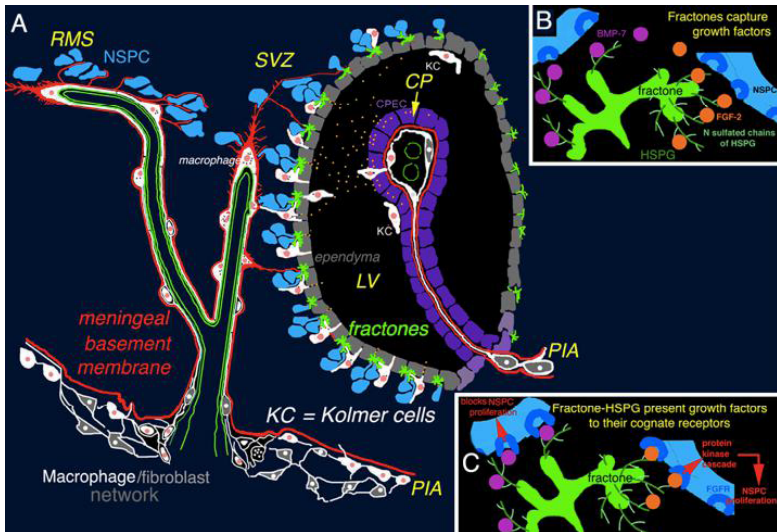 A
RMS
NSPC
SVZ
KC
CP
CPEC
macrophage
KC
ependyma
LV
fractones
meningeal
basement
membrane
PIA
KC = Kolmer cells
Macrophage/fibroblast
network
PIA
B
Fractones capture
growth factors
BMP-7
fractone
NSPC
FGF-2
N sulfated chains
of HSPG
HSPG
C
blocks NSPC
proliferation
Fractone-HSPG present growth factors
to their cognate receptors
protein
kinase
cascade
fractone
FGFR
NSPC
proliferation